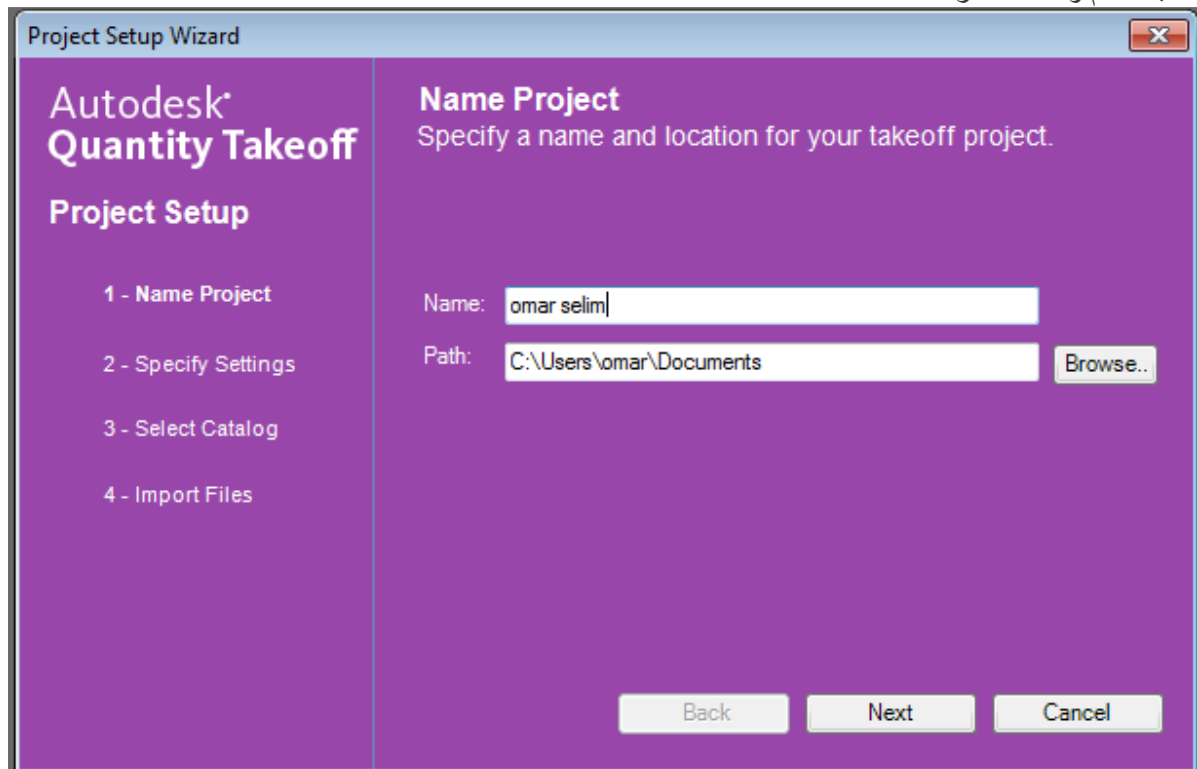 Project Setup Wizard
Autodesk
Quantity Takeoff
Project Setup
1 - Name Project
2 - Specify Settings
3 - Select Catalog
4 - Import Files
Name Project
Specify a name and location for your takeoff project.
Name: omar selim
Path: C:\Users\omar\Documents Browse..
Back Next Cancel